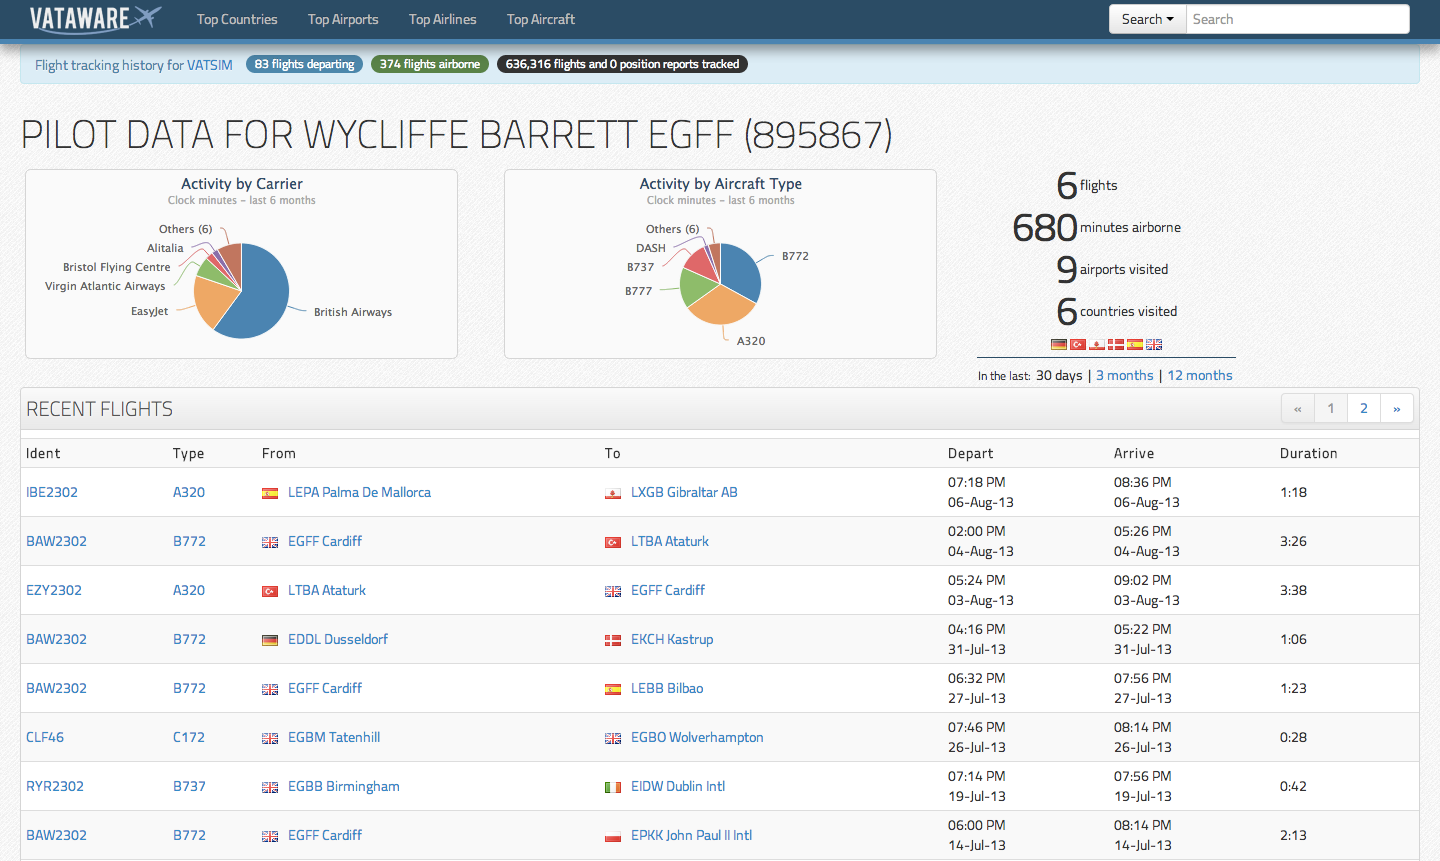 VATAWARE Top Countries Top Airports Top Airlines Top Aircraft Search Search
Flight tracking history for VATSIM 83 flights departing 374 flights airborne 636,316 flights and 0 position reports tracked
PILOT DATA FOR WYCLIFFE BARRETT EGFF (895867)
Activity by Carrier
Clock minutes - last 6 months
Others (6)
Alitalia
Bristol Flying Centre
Virgin Atlantic Airways
EasyJet
British Airways
Activity by Aircraft Type
Clock minutes - last 6 months
Others (6)
DASH
B737
B777
B772
A320
6 flights
680 minutes airborne
9 airports visited
6 countries visited
In the last: 30 days | 3 months | 12 months
RECENT FLIGHTS « 1 2 »
Ident Type From To Depart Arrive Duration
IBE2302 A320 LEPA Palma De Mallorca LXGB Gibraltar AB 07:18 PM 08:36 PM 1:18
06-Aug-13 06-Aug-13
BAW2302 B772 EGFF Cardiff LTBA Ataturk 02:00 PM 05:26 PM 3:26
04-Aug-13 04-Aug-13
EZY2302 A320 LTBA Ataturk EGFF Cardiff 05:24 PM 09:02 PM 3:38
03-Aug-13 03-Aug-13
BAW2302 B772 EDDL Dusseldorf EKCH Kastrup 04:16 PM 05:22 PM 1:06
31-Jul-13 31-Jul-13
BAW2302 B772 EGFF Cardiff LEBB Bilbao 06:32 PM 07:56 PM 1:23
27-Jul-13 27-Jul-13
CLF46 C172 EGBM Tatenhill EGBO Wolverhampton 07:46 PM 08:14 PM 0:28
26-Jul-13 26-Jul-13
RYR2302 B737 EGBB Birmingham EIDW Dublin Intl 07:14 PM 07:56 PM 0:42
19-Jul-13 19-Jul-13
BAW2302 B772 EGFF Cardiff EPKK John Paul II Intl 06:00 PM 08:14 PM 2:13
14-Jul-13 14-Jul-13